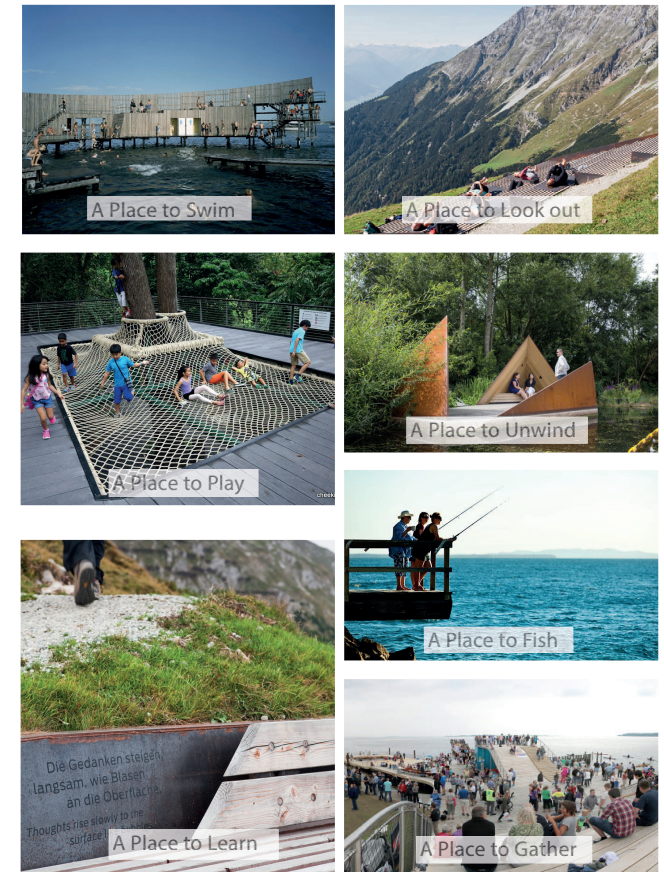 A Place to Swim
A Place to Look out
A Place to Play
cheek
A Place to Unwind
A Place to Fish
Die Gedanken steigen
langsam, wie Blasen
an die Oberfläche.
Thoughts rise slowly to the
surface
A Place to Learn
A Place to Gather